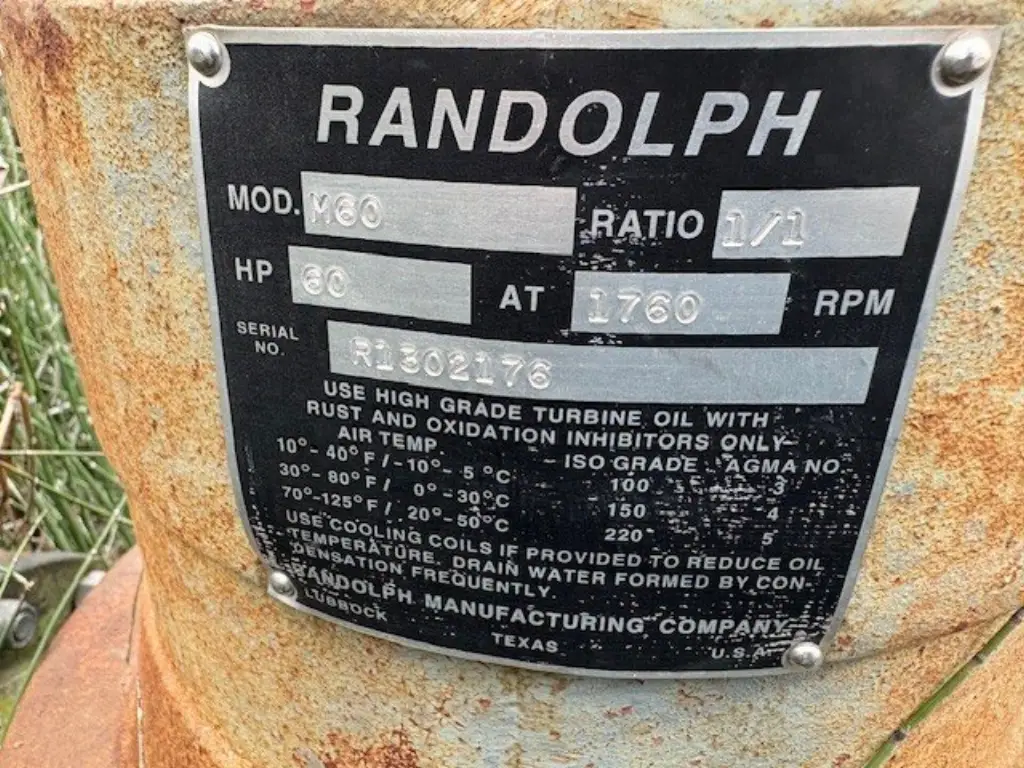 RANDOLPH
MOD. M60 RATIO 1/1
HP 60 AT 1760 RPM
SERIAL NO. R1302176
USE HIGH GRADE TURBINE OIL WITH
RUST AND OXIDATION INHIBITORS ONLY
AIR TEMP. ISO GRADE AGMA NO.
10°-40°F/-10°-5°C 100 3
30°-80°F/ 0°-30°C 150 4
70°-125°F/ 20°-50°C 220 5
USE COOLING COILS IF PROVIDED TO REDUCE OIL
TEMPERATURE. DRAIN WATER FORMED BY CON-
DENSATION FREQUENTLY.
RANDOLPH MANUFACTURING COMPANY
LUBBOCK TEXAS U.S.A.